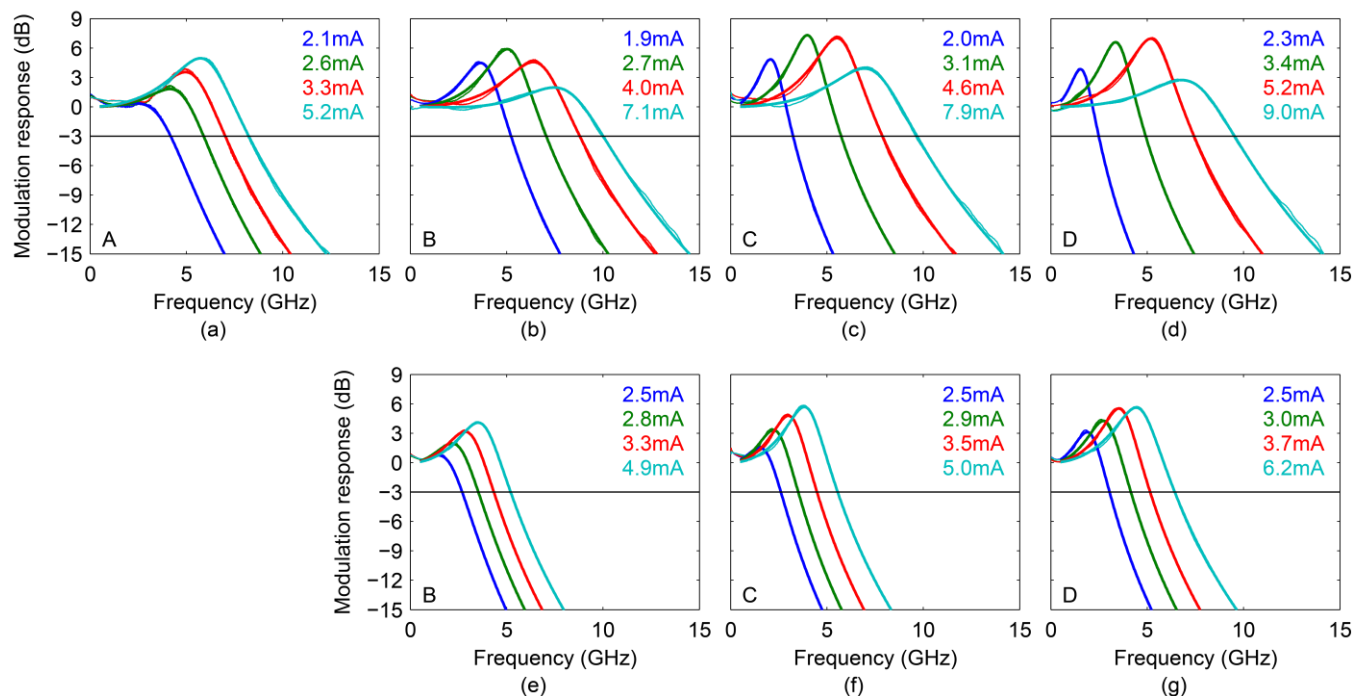 Modulation response (dB)
9
6
3
0
−3
−6
−9
−12
−15
2.1mA
2.6mA
3.3mA
5.2mA
A
0 5 10 15
Frequency (GHz)
(a)
1.9mA
2.7mA
4.0mA
7.1mA
B
0 5 10 15
Frequency (GHz)
(b)
2.0mA
3.1mA
4.6mA
7.9mA
C
0 5 10 15
Frequency (GHz)
(c)
2.3mA
3.4mA
5.2mA
9.0mA
D
0 5 10 15
Frequency (GHz)
(d)
Modulation response (dB)
9
6
3
0
−3
−6
−9
−12
−15
2.5mA
2.8mA
3.3mA
4.9mA
B
0 5 10 15
Frequency (GHz)
(e)
2.5mA
2.9mA
3.5mA
5.0mA
C
0 5 10 15
Frequency (GHz)
(f)
2.5mA
3.0mA
3.7mA
6.2mA
D
0 5 10 15
Frequency (GHz)
(g)